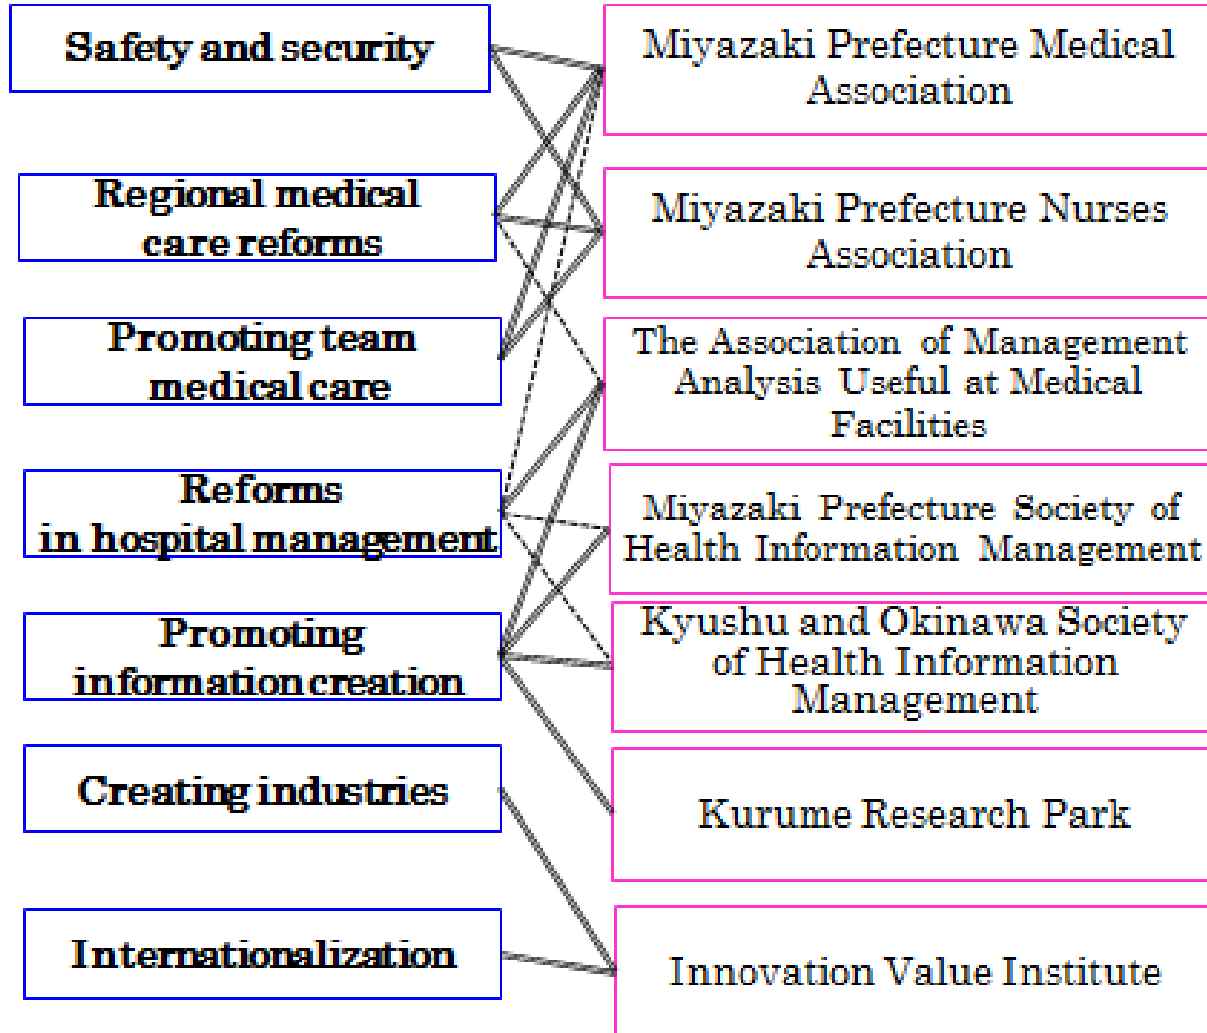 Safety and security
Regional medical
care reforms
Promoting team
medical care
Reforms
in hospital management
Promoting
information creation
Creating industries
Internationalization
Miyazaki Prefecture Medical
Association
Miyazaki Prefecture Nurses
Association
The Association of Management
Analysis Useful at Medical
Facilities
Miyazaki Prefecture Society of
Health Information Management
Kyushu and Okinawa Society
of Health Information
Management
Kurume Research Park
Innovation Value Institute